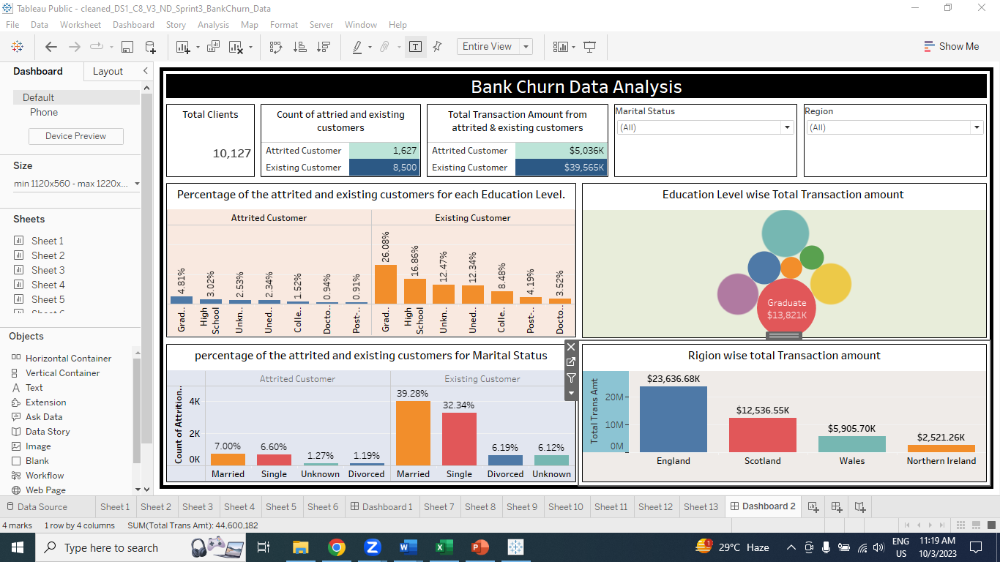 Tableau Public - cleaned_DS1_C8_V3_ND_Sprint3_BankChurn_Data
File Data Worksheet Dashboard Story Analysis Map Format Server Window Help
Entire View
Show Me
Dashboard Layout
Default
Phone
Device Preview
Size
min 1120x560 - max 1220x...
Sheets
Sheet 1
Sheet 2
Sheet 3
Sheet 4
Sheet 5
Objects
Horizontal Container
Vertical Container
Text
Extension
Ask Data
Data Story
Image
Blank
Workflow
Web Page
Bank Churn Data Analysis
Total Clients
10,127
Count of attried and existing
customers
Attrited Customer 1,627
Existing Customer 8,500
Total Transaction Amount from
attrited & existing customers
Attrited Customer $5,036K
Existing Customer $39,565K
Marital Status
(All)
Region
(All)
Percentage of the attrited and existing customers for each Education Level.
Attrited Customer Existing Customer
4.81% 3.02% 2.53% 2.34% 1.52% 0.94% 0.91% 26.08% 16.86% 12.47% 12.34% 8.48% 4.19% 3.52%
Grad.. High School Unkn.. Uned.. Colle.. Docto.. Post-.. Grad.. High School Unkn.. Uned.. Colle.. Post-.. Docto..
Education Level wise Total Transaction amount
Graduate
$13,821K
percentage of the attrited and existing customers for Marital Status
Attrited Customer Existing Customer
Count of Attrition..
4K
2K
0K
7.00% 6.60% 1.27% 1.19% 39.28% 32.34% 6.19% 6.12%
Married Single Unknown Divorced Married Single Divorced Unknown
Rigion wise total Transaction amount
Total Trans Amt
20M
10M
0M
$23,636.68K $12,536.55K $5,905.70K $2,521.26K
England Scotland Wales Northern Ireland
Data Source Sheet 1 Sheet 2 Sheet 3 Sheet 4 Sheet 5 Sheet 6 Dashboard 1 Sheet 7 Sheet 8 Sheet 9 Sheet 10 Sheet 11 Sheet 12 Sheet 13 Dashboard 2
4 marks 1 row by 4 columns SUM(Total Trans Amt): 44,600,182
Type here to search
1
29°C Haze
ENG
US
11:19 AM
10/3/2023